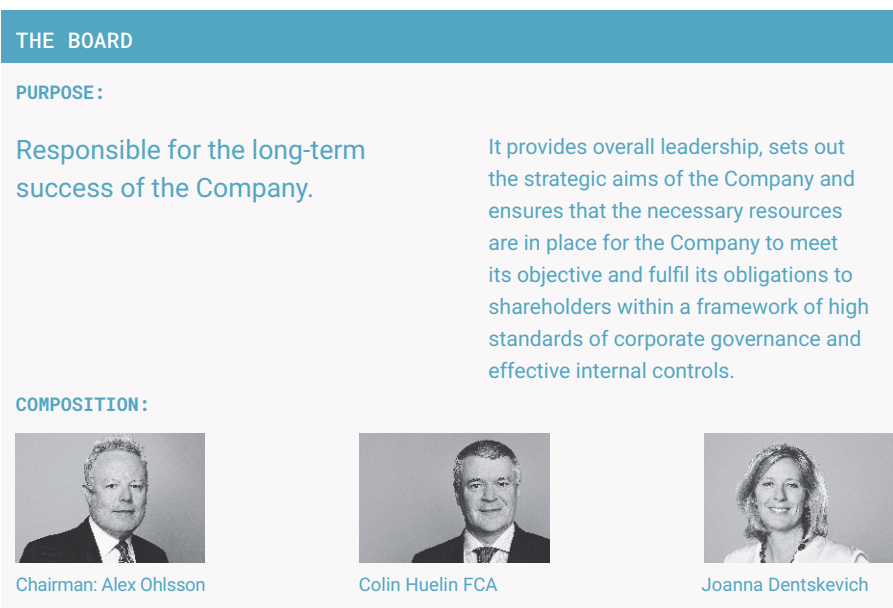 THE BOARD
PURPOSE:
Responsible for the long-term
success of the Company.
It provides overall leadership, sets out
the strategic aims of the Company and
ensures that the necessary resources
are in place for the Company to meet
its objective and fulfil its obligations to
shareholders within a framework of high
standards of corporate governance and
effective internal controls.
COMPOSITION:
Chairman: Alex Ohlsson
Colin Huelin FCA
Joanna Dentskevich